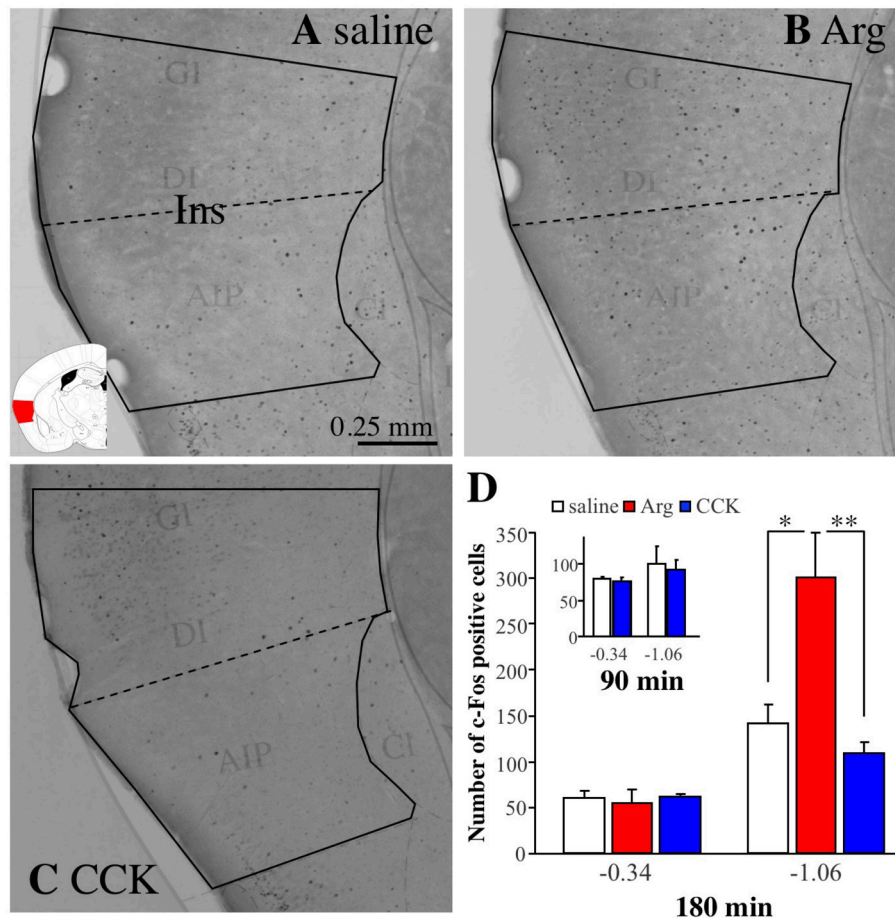 A saline
GI
DI
Ins
AIP
CI
0.25 mm
B Arg
GI
DI
AIP
CI
C CCK
GI
DI
AIP
CI
D
saline Arg CCK
Number of c-Fos positive cells
350
300
250
200
150
100
50
0
* **
100
50
0
-0.34 -1.06
90 min
-0.34 -1.06
180 min